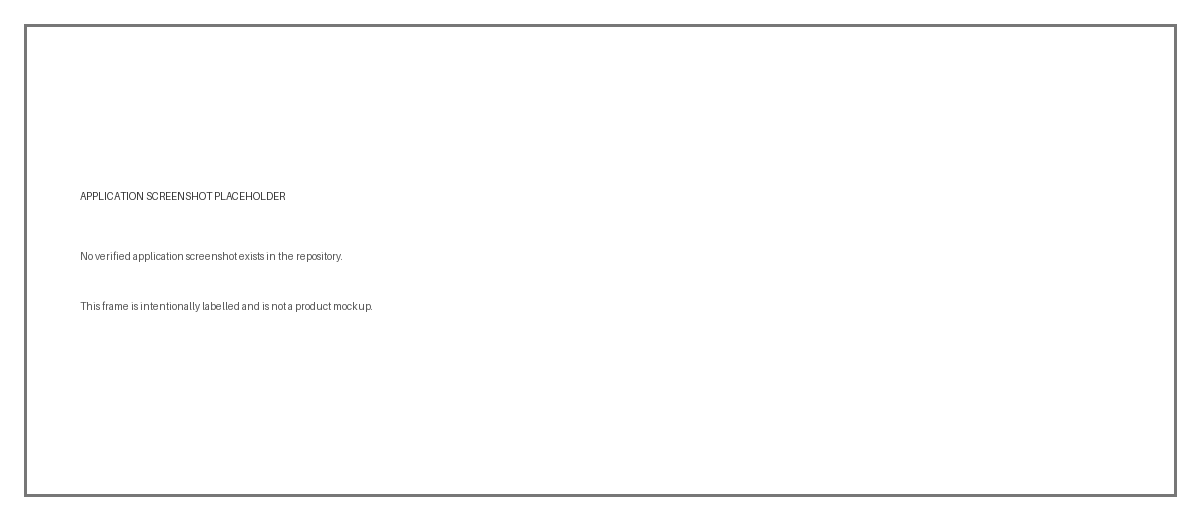 APPLICATION SCREENSHOT PLACEHOLDER
No verified application screenshot exists in the repository.
This frame is intentionally labelled and is not a product mockup.